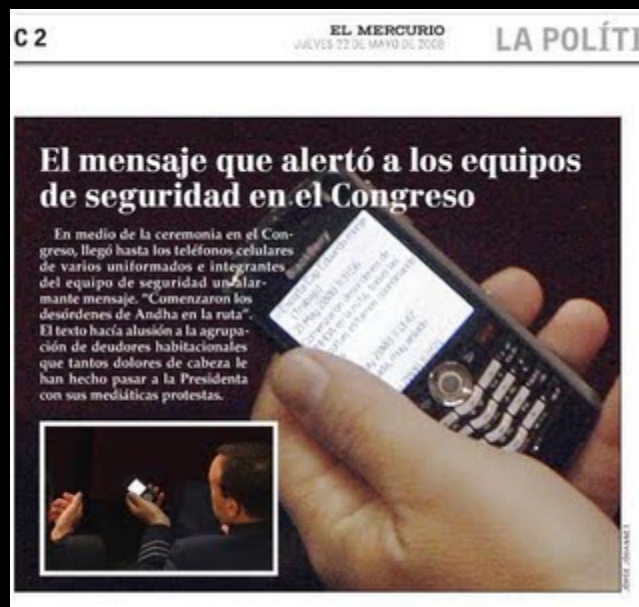 C 2
EL MERCURIO
JUEVES 22 DE MAYO DE 2008
LA POLÍTI
El mensaje que alertó a los equipos
de seguridad en el Congreso
En medio de la ceremonia en el Con-
greso, llegó hasta los teléfonos celulares
de varios uniformados e integrantes
del equipo de seguridad un alar-
mante mensaje. "Comenzaron los
desórdenes de Andha en la ruta".
El texto hacía alusión a la agrupa-
ción de deudores habitacionales
que tantos dolores de cabeza le
han hecho pasar a la Presidenta
con sus mediáticas protestas.